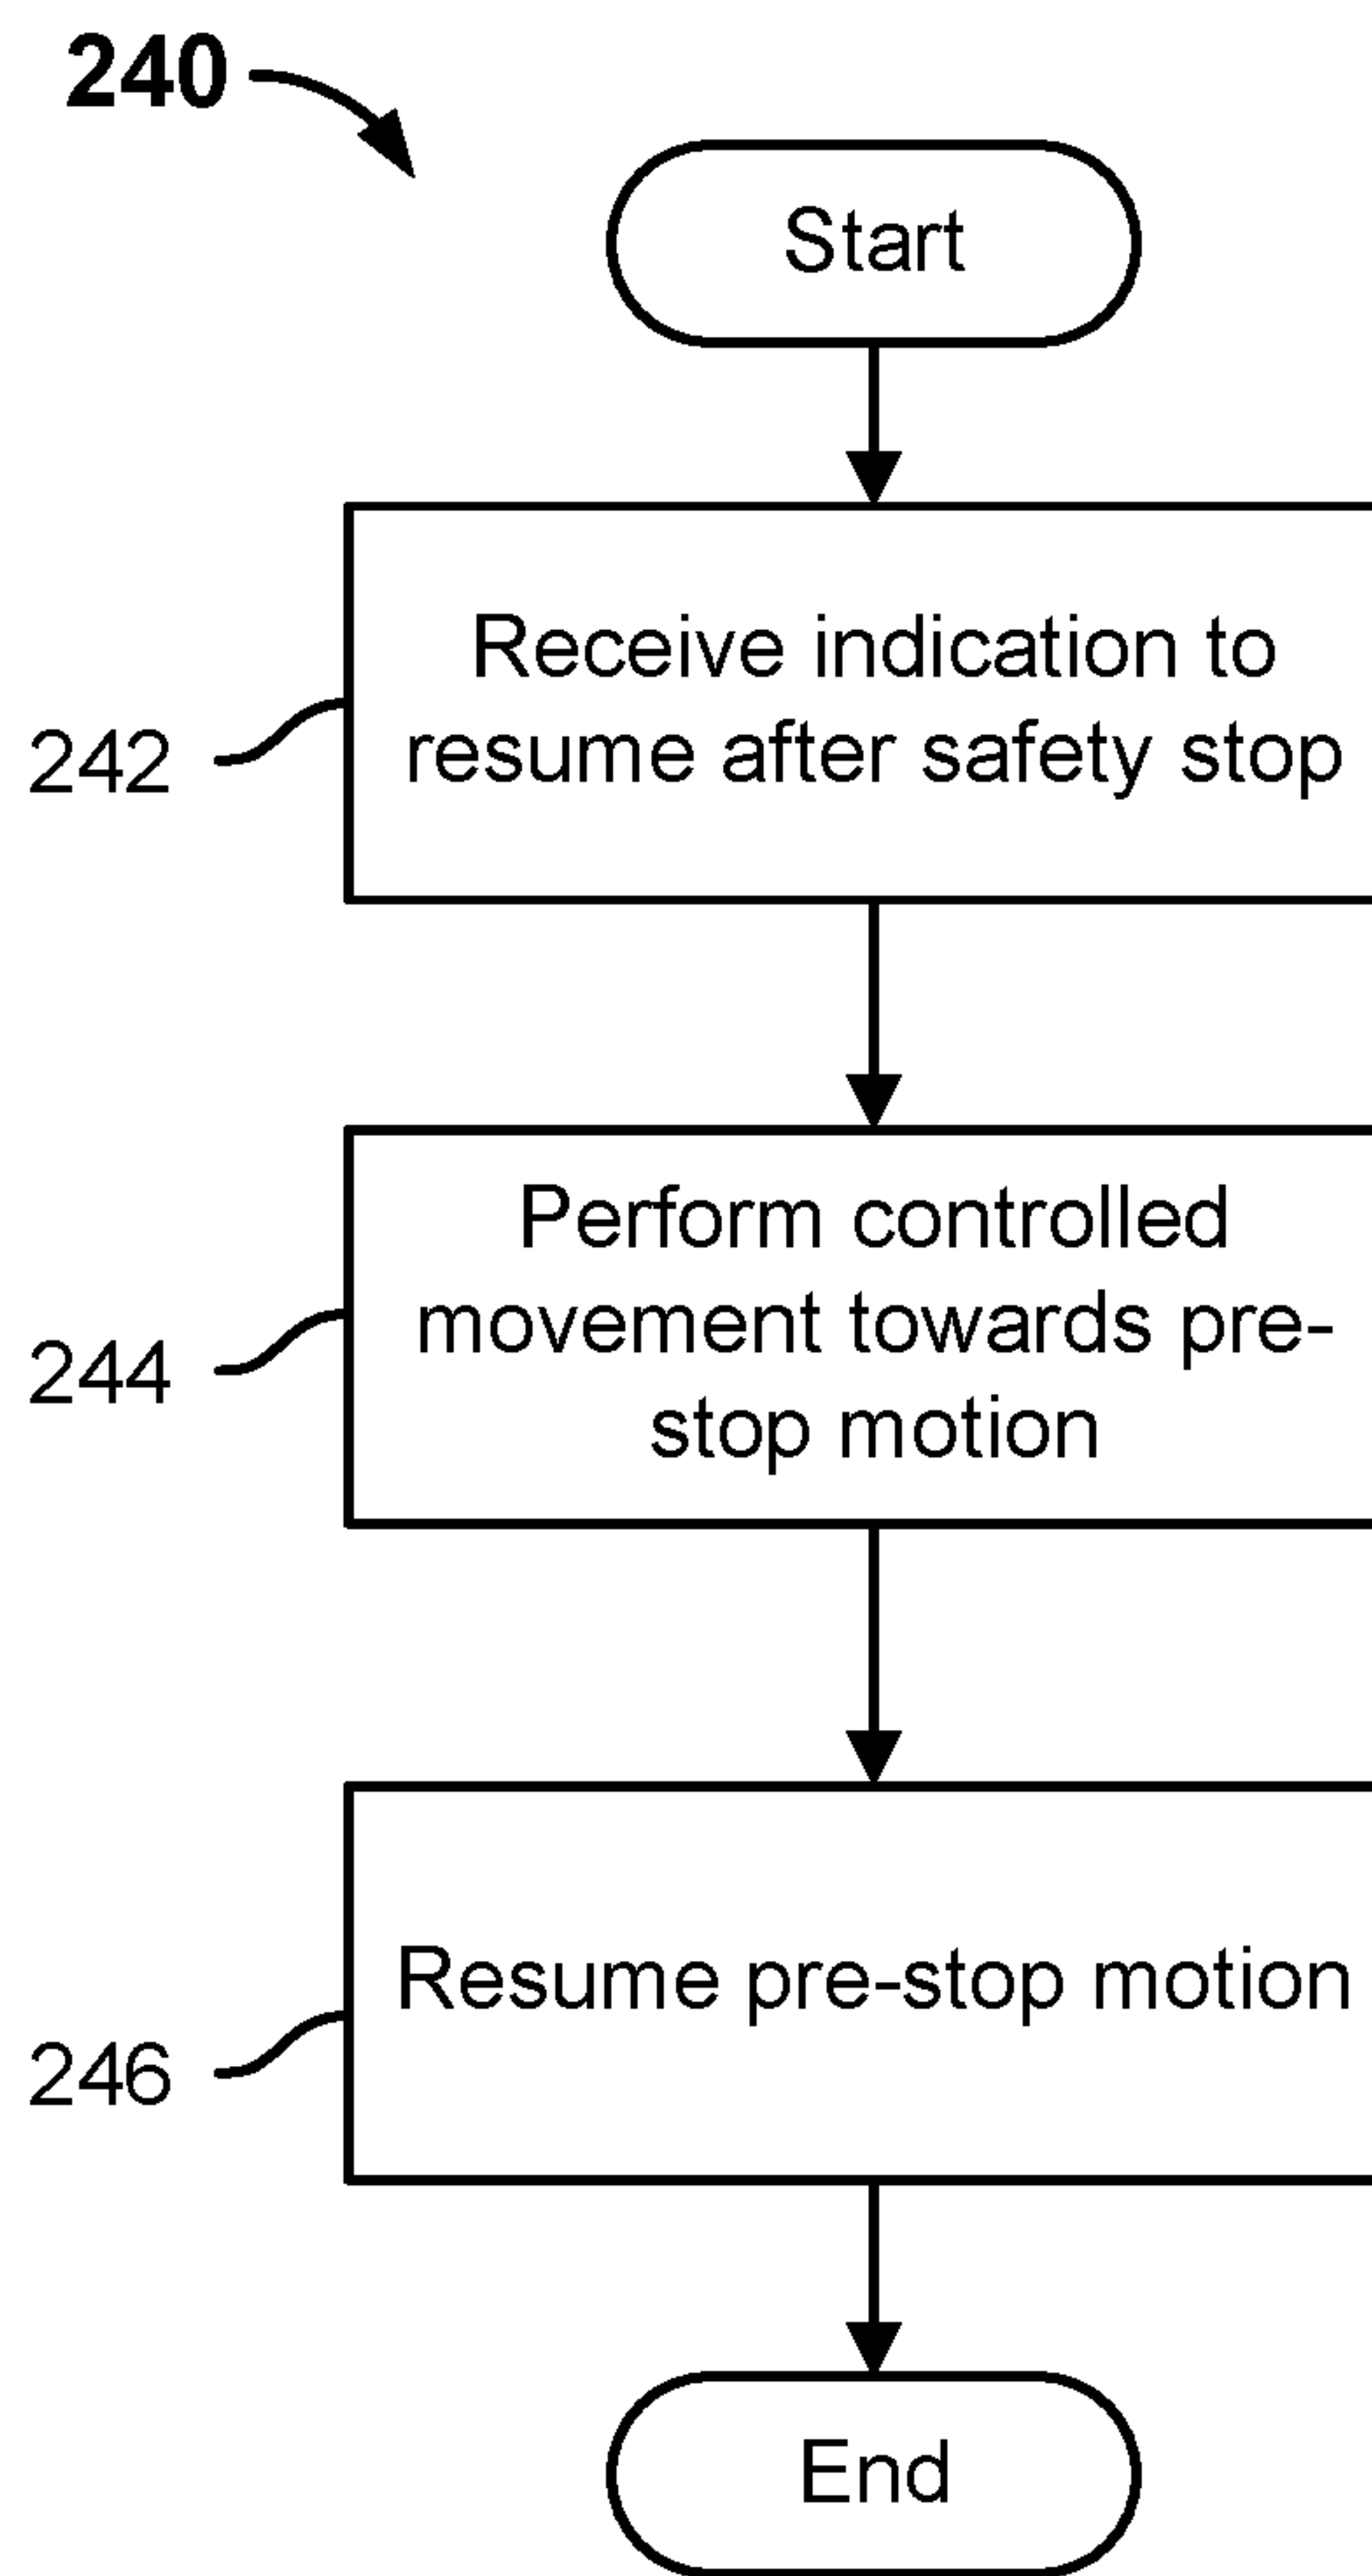 240
Start
Receive indication to
resume after safety stop
242
Perform controlled
movement towards pre-
stop motion
244
Resume pre-stop motion
246
End